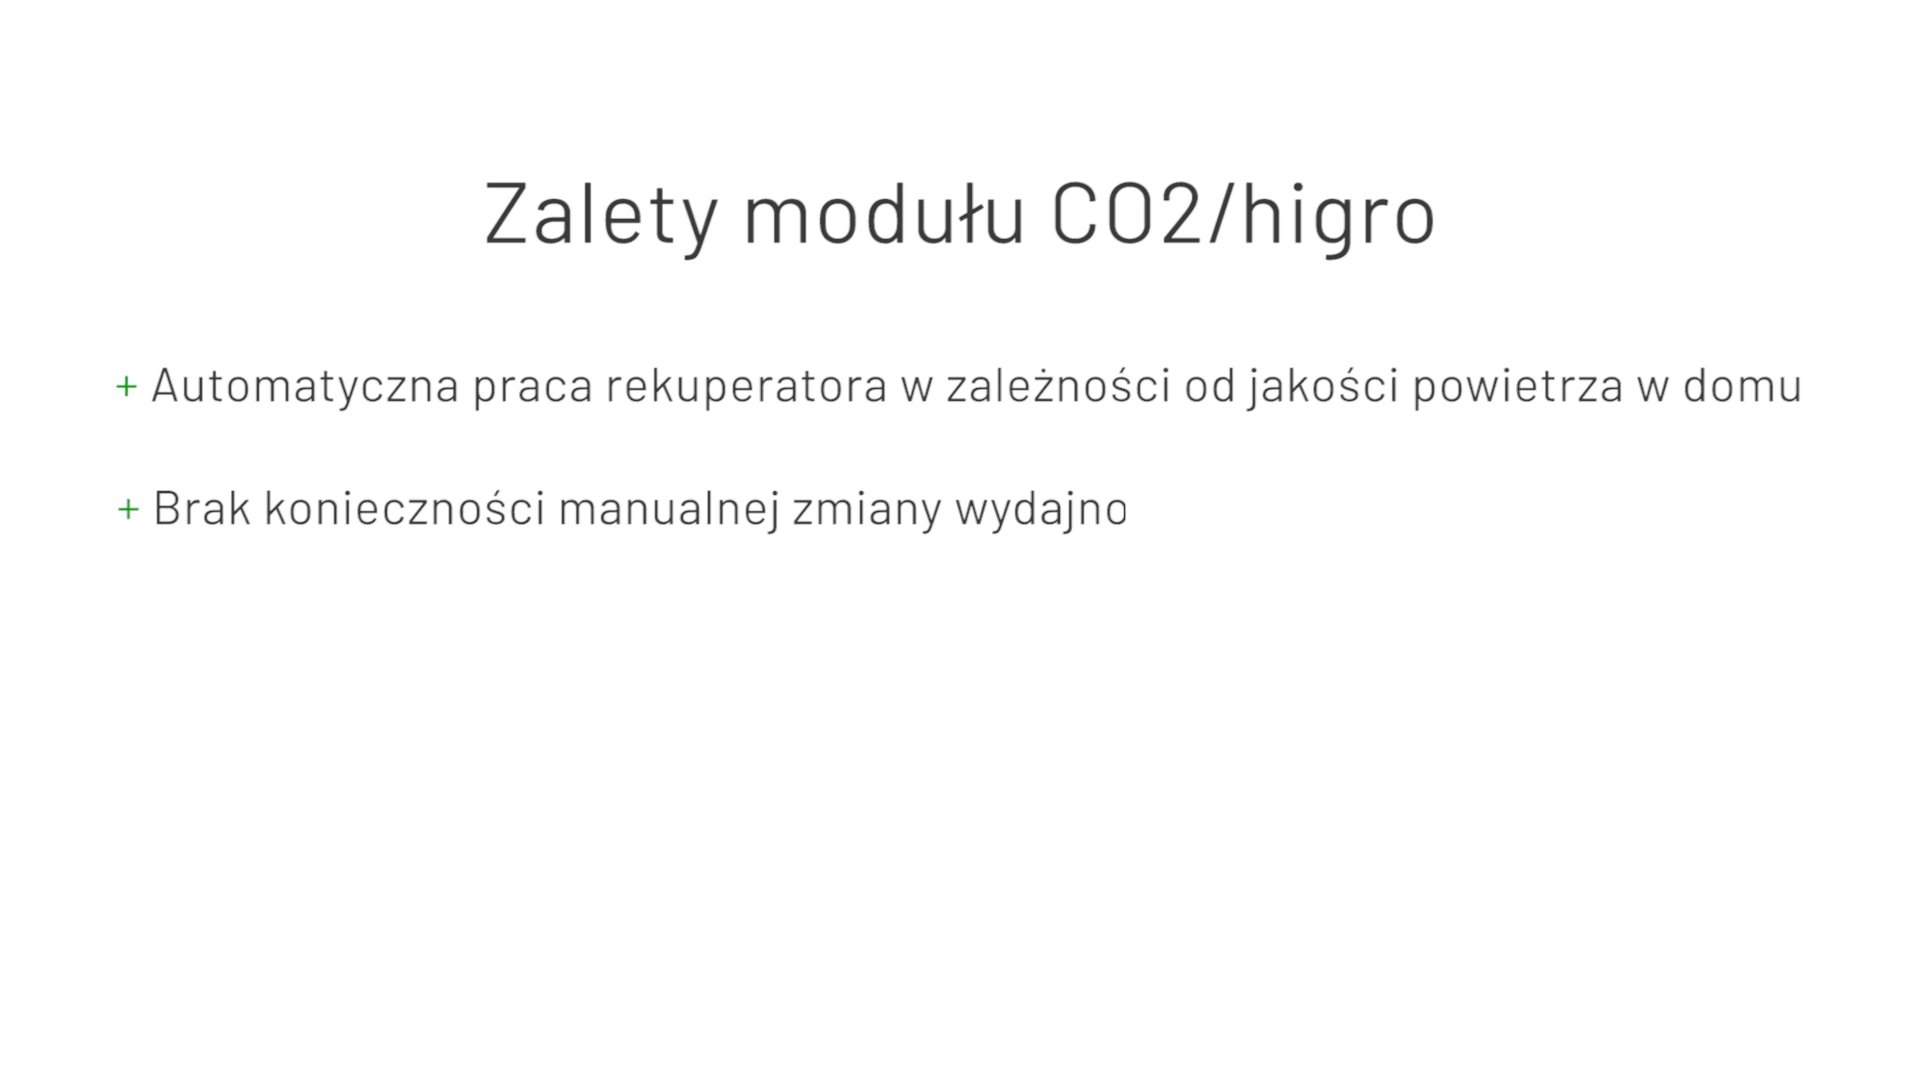 Zalety modułu CO2/higro
+ Automatyczna praca rekuperatora w zależności od jakości powietrza w domu
+ Brak konieczności manualnej zmiany wydajno